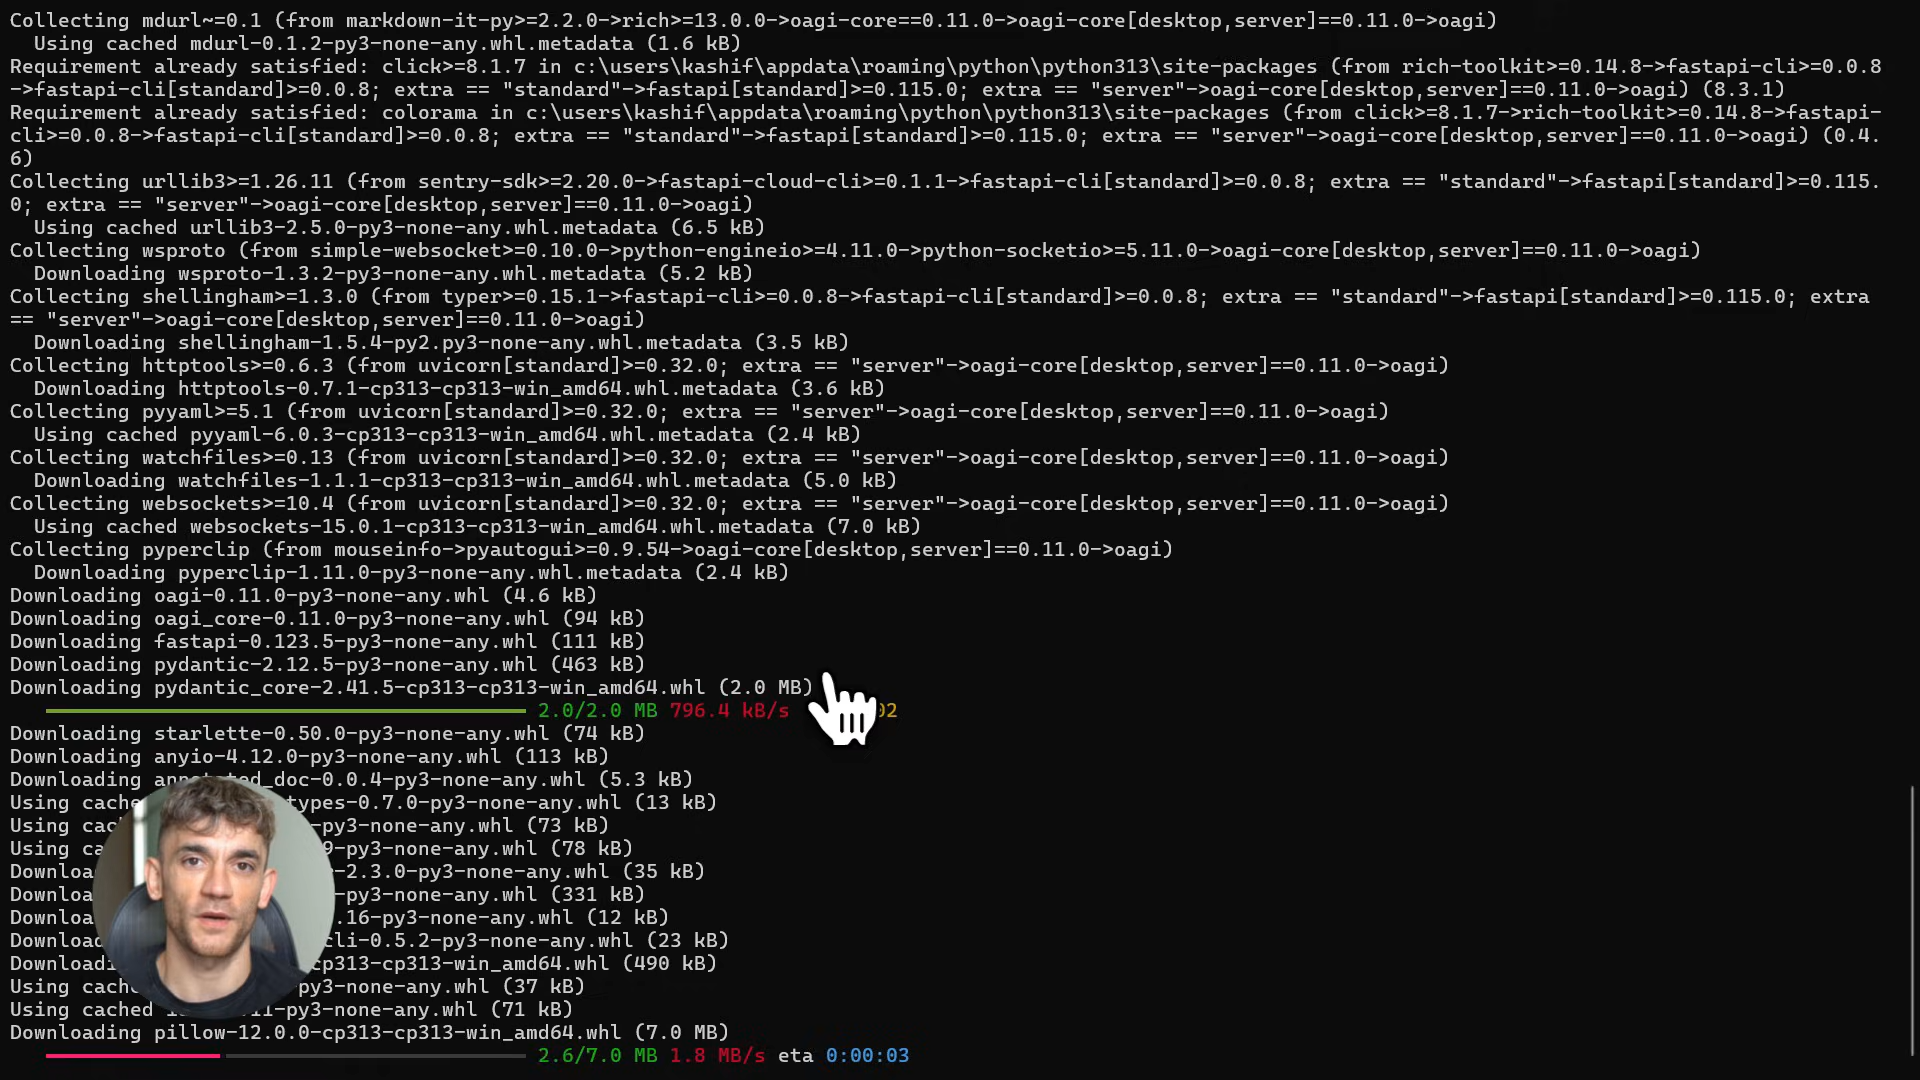 Collecting mdurl~=0.1 (from markdown-it-py>=2.2.0->rich>=13.0.0->oagi-core==0.11.0->oagi-core[desktop,server]==0.11.0->oagi)
  Using cached mdurl-0.1.2-py3-none-any.whl.metadata (1.6 kB)
Requirement already satisfied: click>=8.1.7 in c:\users\kashif\appdata\roaming\python\python313\site-packages (from rich-toolkit>=0.14.8->fastapi-cli>=0.0.8
->fastapi-cli[standard]>=0.0.8; extra == "standard"->fastapi[standard]>=0.115.0; extra == "server"->oagi-core[desktop,server]==0.11.0->oagi) (8.3.1)
Requirement already satisfied: colorama in c:\users\kashif\appdata\roaming\python\python313\site-packages (from click>=8.1.7->rich-toolkit>=0.14.8->fastapi-
cli>=0.0.8->fastapi-cli[standard]>=0.0.8; extra == "standard"->fastapi[standard]>=0.115.0; extra == "server"->oagi-core[desktop,server]==0.11.0->oagi) (0.4.
6)
Collecting urllib3>=1.26.11 (from sentry-sdk>=2.20.0->fastapi-cloud-cli>=0.1.1->fastapi-cli[standard]>=0.0.8; extra == "standard"->fastapi[standard]>=0.115.
0; extra == "server"->oagi-core[desktop,server]==0.11.0->oagi)
  Using cached urllib3-2.5.0-py3-none-any.whl.metadata (6.5 kB)
Collecting wsproto (from simple-websocket>=0.10.0->python-engineio>=4.11.0->python-socketio>=5.11.0->oagi-core[desktop,server]==0.11.0->oagi)
  Downloading wsproto-1.3.2-py3-none-any.whl.metadata (5.2 kB)
Collecting shellingham>=1.3.0 (from typer>=0.15.1->fastapi-cli>=0.0.8->fastapi-cli[standard]>=0.0.8; extra == "standard"->fastapi[standard]>=0.115.0; extra
== "server"->oagi-core[desktop,server]==0.11.0->oagi)
  Downloading shellingham-1.5.4-py2.py3-none-any.whl.metadata (3.5 kB)
Collecting httptools>=0.6.3 (from uvicorn[standard]>=0.32.0; extra == "server"->oagi-core[desktop,server]==0.11.0->oagi)
  Downloading httptools-0.7.1-cp313-cp313-win_amd64.whl.metadata (3.6 kB)
Collecting pyyaml>=5.1 (from uvicorn[standard]>=0.32.0; extra == "server"->oagi-core[desktop,server]==0.11.0->oagi)
  Using cached pyyaml-6.0.3-cp313-cp313-win_amd64.whl.metadata (2.4 kB)
Collecting watchfiles>=0.13 (from uvicorn[standard]>=0.32.0; extra == "server"->oagi-core[desktop,server]==0.11.0->oagi)
  Downloading watchfiles-1.1.1-cp313-cp313-win_amd64.whl.metadata (5.0 kB)
Collecting websockets>=10.4 (from uvicorn[standard]>=0.32.0; extra == "server"->oagi-core[desktop,server]==0.11.0->oagi)
  Using cached websockets-15.0.1-cp313-cp313-win_amd64.whl.metadata (7.0 kB)
Collecting pyperclip (from mouseinfo->pyautogui>=0.9.54->oagi-core[desktop,server]==0.11.0->oagi)
  Downloading pyperclip-1.11.0-py3-none-any.whl.metadata (2.4 kB)
Downloading oagi-0.11.0-py3-none-any.whl (4.6 kB)
Downloading oagi_core-0.11.0-py3-none-any.whl (94 kB)
Downloading fastapi-0.123.5-py3-none-any.whl (111 kB)
Downloading pydantic-2.12.5-py3-none-any.whl (463 kB)
Downloading pydantic_core-2.41.5-cp313-cp313-win_amd64.whl (2.0 MB)
2.0/2.0 MB 796.4 kB/s 02
Downloading starlette-0.50.0-py3-none-any.whl (74 kB)
Downloading anyio-4.12.0-py3-none-any.whl (113 kB)
Downloading _doc-0.0.4-py3-none-any.whl (5.3 kB)
Using types-0.7.0-py3-none-any.whl (13 kB)
Using py3-none-any.whl (73 kB)
Using 9-py3-none-any.whl (78 kB)
-2.3.0-py3-none-any.whl (35 kB)
-py3-none-any.whl (331 kB)
.16-py3-none-any.whl (12 kB)
cli-0.5.2-py3-none-any.whl (23 kB)
cp313-cp313-win_amd64.whl (490 kB)
Using py3-none-any.whl (37 kB)
Using cached -py3-none-any.whl (71 kB)
Downloading pillow-12.0.0-cp313-cp313-win_amd64.whl (7.0 MB)
2.6/7.0 MB 1.8 MB/s eta 0:00:03